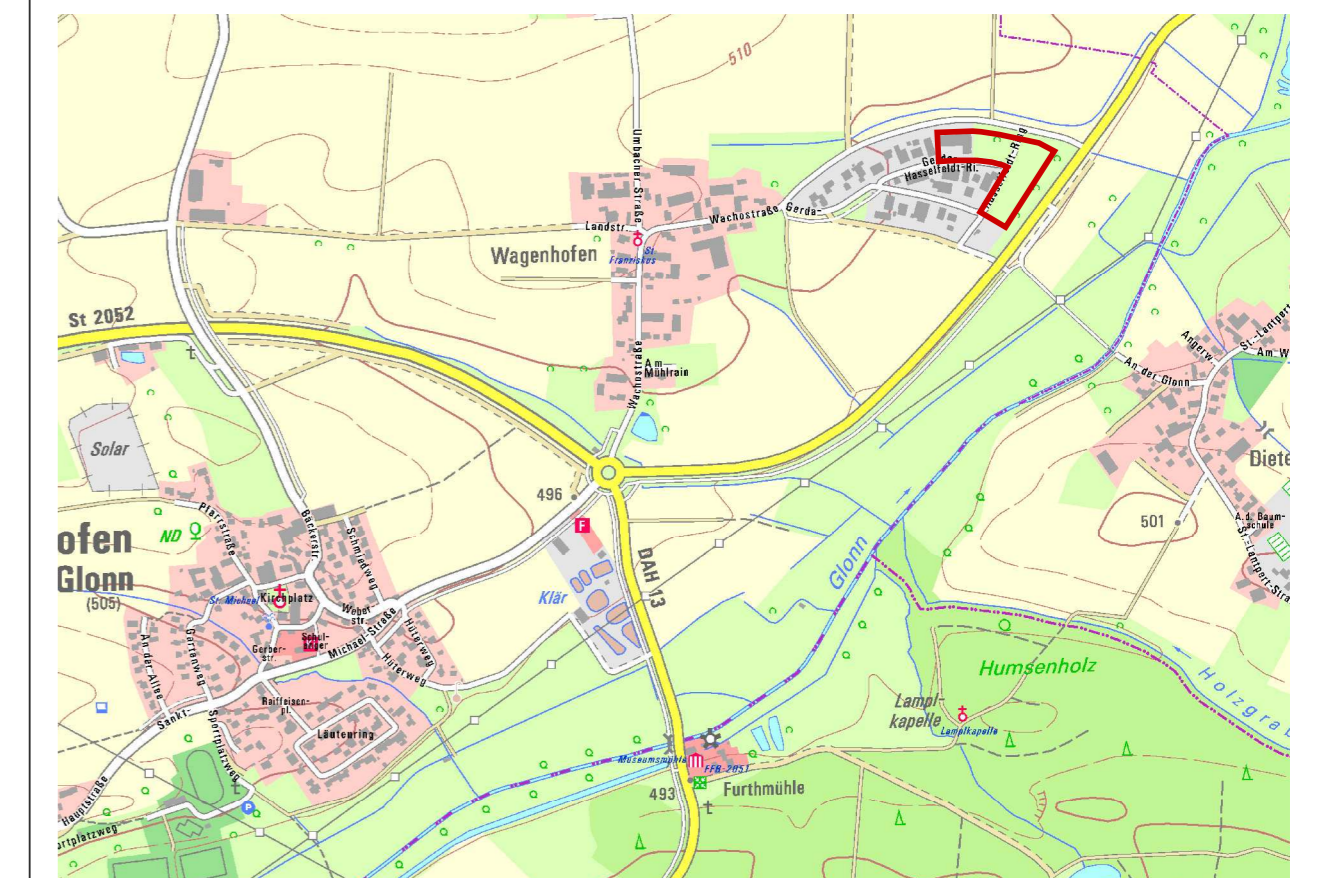 510
Umbacher Straße
Gerda-
Hasselfeldt-Ri.
Hasselfeldt-Ring
Wachostraße
Gerda-
Landstr.
St.
Franziskus
Wagenhofen
St 2052
Am
Mühlrain
Wachostraße
Angerw.
St.-Lantpert
Am W
An der Glonn
Solar
Diete
496
F
501
A.d. Baum-
schule
St.-Lantpert-Stra
Pfarrstraße
Bäckerstr.
Schmiedweg
ND
ofen
Glonn
(505)
DAH 13
Glonn
Klär
St. Michael
Kirchplatz
Weber
str.
Schul-
anger
Gerber-
str.
Michael-Straße
Hüterweg
Hüterweg
An der Allee
Gartenweg
Humsenholz
Holzgra
Lampl-
kapelle
Lamplkapelle
Raiffeisen-
pl.
Läutenring
Sankt-
Sportplatzweg
Museumsmühle
FFB-2051
Furthmühle
493
P
Hauptstraße
ortplatzweg